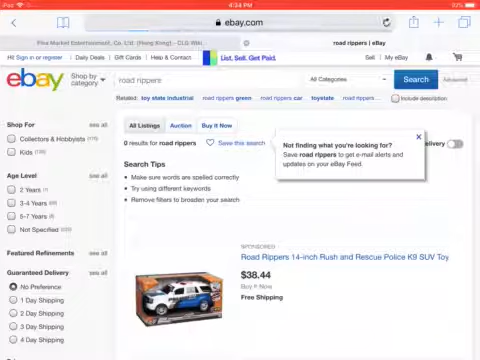 iPad
4:24 PM
92%
ebay.com
Flea Market Entertainment, Co. Ltd. (Hong Kong) - CLG Wiki
road rippers | eBay
Hi! Sign in or register | Daily Deals | Gift Cards | Help & Contact
List. Sell. Get Paid.
Sell | My eBay
ebay
Shop by category
road rippers
All Categories
Search
Advanced
Related: toy state industrial road rippers green road rippers car... toystate road rippers ...
Include description
Shop For
see all
Collectors & Hobbyists
Kids
Age Level
see all
2 Years
3-4 Years
5-7 Years
Not Specified
Featured Refinements
see all
Guaranteed Delivery
see all
No Preference
1 Day Shipping
2 Day Shipping
3 Day Shipping
4 Day Shipping
All Listings
Auction
Buy It Now
0 results for road rippers
Save this search
Not finding what you're looking for?
Save road rippers to get e-mail alerts and
updates on your eBay Feed.
Search Tips
• Make sure words are spelled correctly
• Try using different keywords
• Remove filters to broaden your search
SPONSORED
Road Rippers 14-inch Rush and Rescue Police K9 SUV Toy
$38.44
Buy It Now
Free Shipping